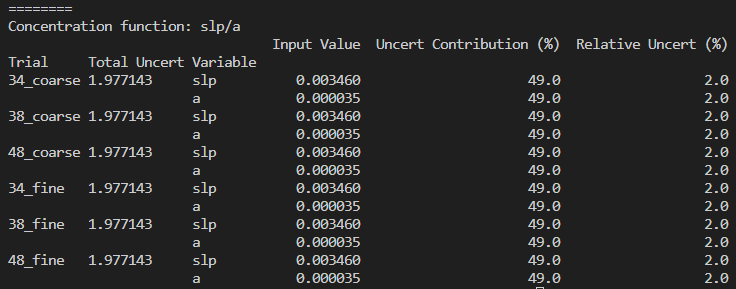 ========
Concentration function: slp/a
Input Value Uncert Contribution (%) Relative Uncert (%)
Trial Total Uncert Variable
34_coarse 1.977143 slp 0.003460 49.0 2.0
a 0.000035 49.0 2.0
38_coarse 1.977143 slp 0.003460 49.0 2.0
a 0.000035 49.0 2.0
48_coarse 1.977143 slp 0.003460 49.0 2.0
a 0.000035 49.0 2.0
34_fine 1.977143 slp 0.003460 49.0 2.0
a 0.000035 49.0 2.0
38_fine 1.977143 slp 0.003460 49.0 2.0
a 0.000035 49.0 2.0
48_fine 1.977143 slp 0.003460 49.0 2.0
a 0.000035 49.0 2.0